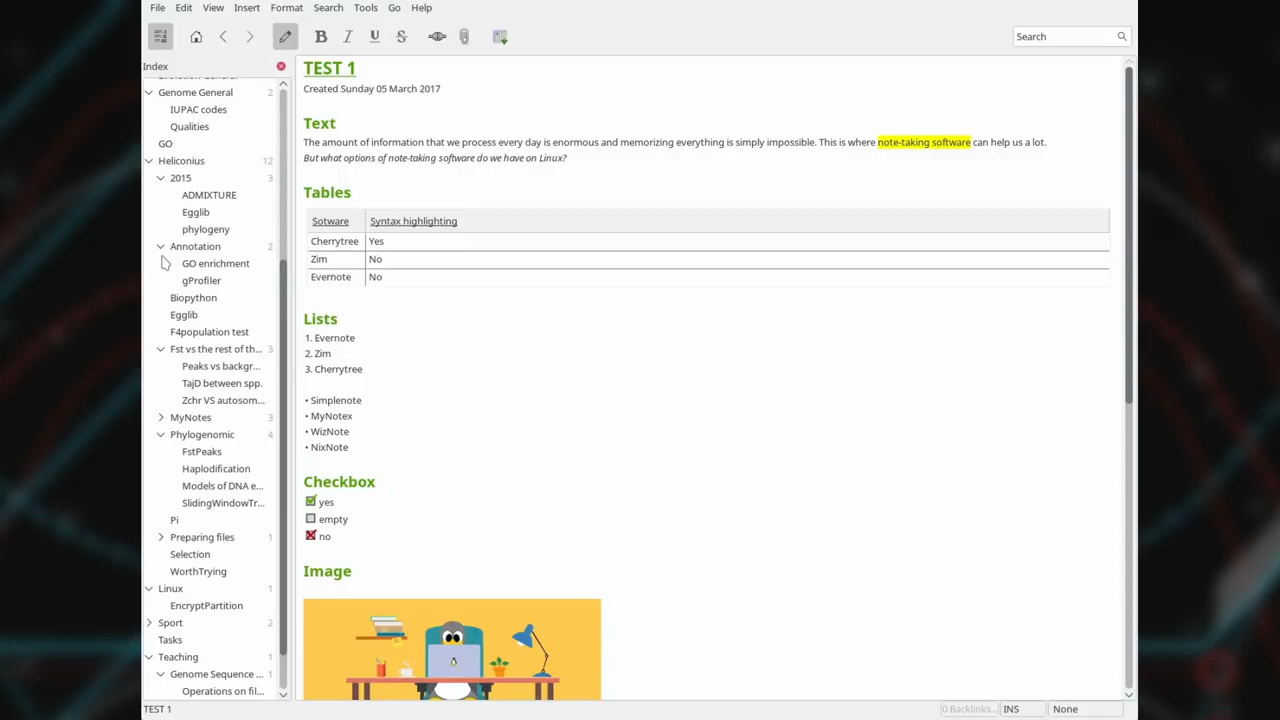 File Edit View Insert Format Search Tools Go Help
Search
Index
Genome General 2
IUPAC codes
Qualities
GO
Heliconius 12
2015 3
ADMIXTURE
Egglib
phylogeny
Annotation 2
GO enrichment
gProfiler
Biopython
Egglib
F4population test
Fst vs the rest of th... 3
Peaks vs backgr...
TajD between spp.
Zchr VS autosom...
MyNotes 3
Phylogenomic 4
FstPeaks
Haplodification
Models of DNA e...
SlidingWindowTr...
Pi
Preparing files 1
Selection
WorthTrying
Linux 1
EncryptPartition
Sport 2
Tasks
Teaching 1
Genome Sequence ... 1
Operations on fil...
TEST 1
Created Sunday 05 March 2017
Text
The amount of information that we process every day is enormous and memorizing everything is simply impossible. This is where note-taking software can help us a lot.
But what options of note-taking software do we have on Linux?
Tables
Sotware Syntax highlighting
Cherrytree Yes
Zim No
Evernote No
Lists
1. Evernote
2. Zim
3. Cherrytree
• Simplenote
• MyNotex
• WizNote
• NixNote
Checkbox
yes
empty
no
Image
TEST 1
0 Backlinks... INS None